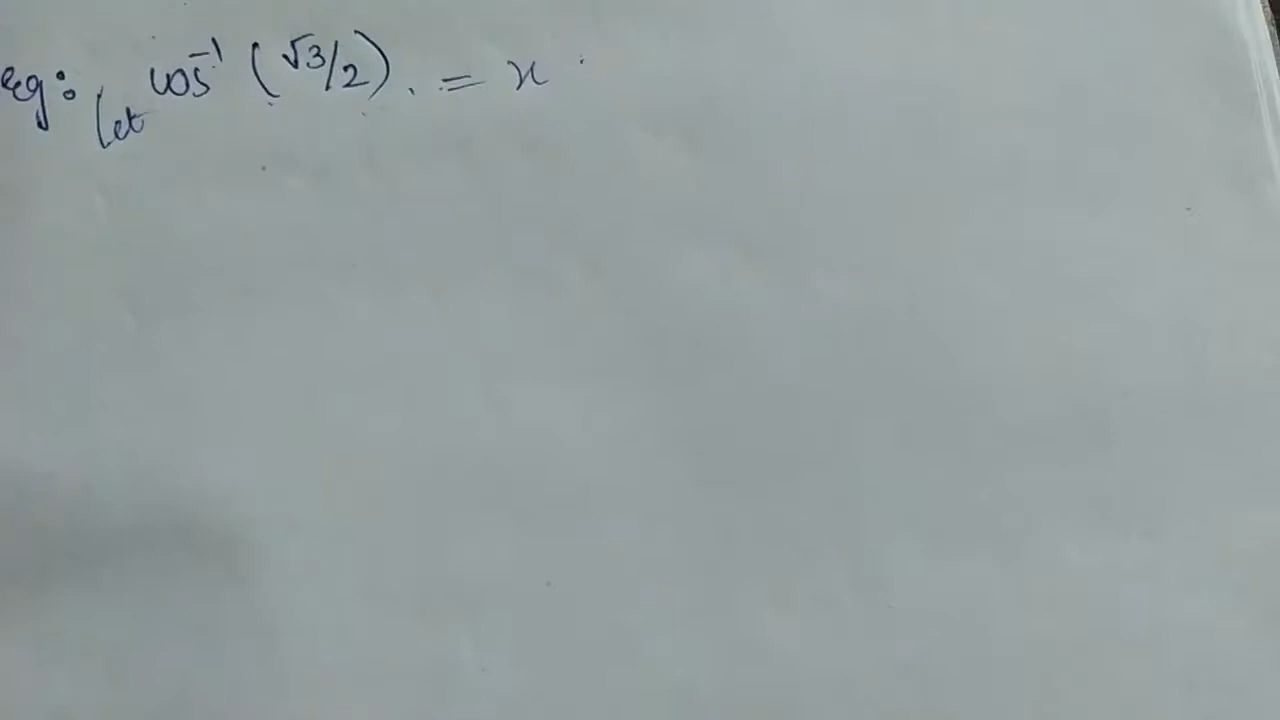 eg: let cos⁻¹ (√3/2) . = x